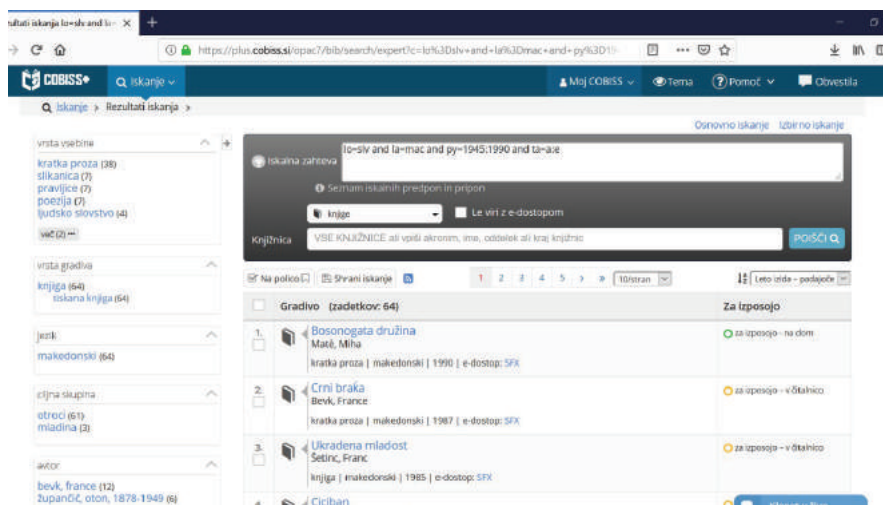 zultati iskanja lo=slv and la=
https://plus.cobiss.si/opac7/bib/search/expert?c=lo%3Dslv+and+la%3Dmac+and+py%3D19
COBISS+ Iskanje Moj COBISS Tema Pomoč Obvestila
Iskanje > Rezultati iskanja >
Osnovno iskanje Izbirno iskanje
vrsta vsebine
kratka proza (38)
slikanica (7)
pravljice (7)
poezija (7)
ljudsko slovstvo (4)
več (2)
vrsta gradiva
knjiga (64)
tiskana knjiga (64)
jezik
makedonski (64)
ciljna skupina
otroci (61)
mladina (3)
avtor
bevk, france (12)
župančič, oton, 1878-1949 (6)
Iskalna zahteva
lo=slv and la=mac and py=1945:1990 and ta=a:e
Seznam iskalnih predpon in pripon
knjige Le viri z e-dostopom
Knjižnica VSE KNJIŽNICE ali vpiši akronim, ime, oddelek ali kraj knjižnic POIŠČI
Na polico Shrani iskanje 1 2 3 4 5 > » 10/stran Leto izida - padajoče
Gradivo (zadetkov: 64) Za izposojo
1. Bosonogata družina
Matè, Miha
kratka proza | makedonski | 1990 | e-dostop: SFX
za izposojo - na dom
2. Crni braḱa
Bevk, France
kratka proza | makedonski | 1987 | e-dostop: SFX
za izposojo - v čitalnico
3. Ukradena mladost
Šetinc, Franc
knjiga | makedonski | 1985 | e-dostop: SFX
za izposojo - v čitalnico
4. Ciciban